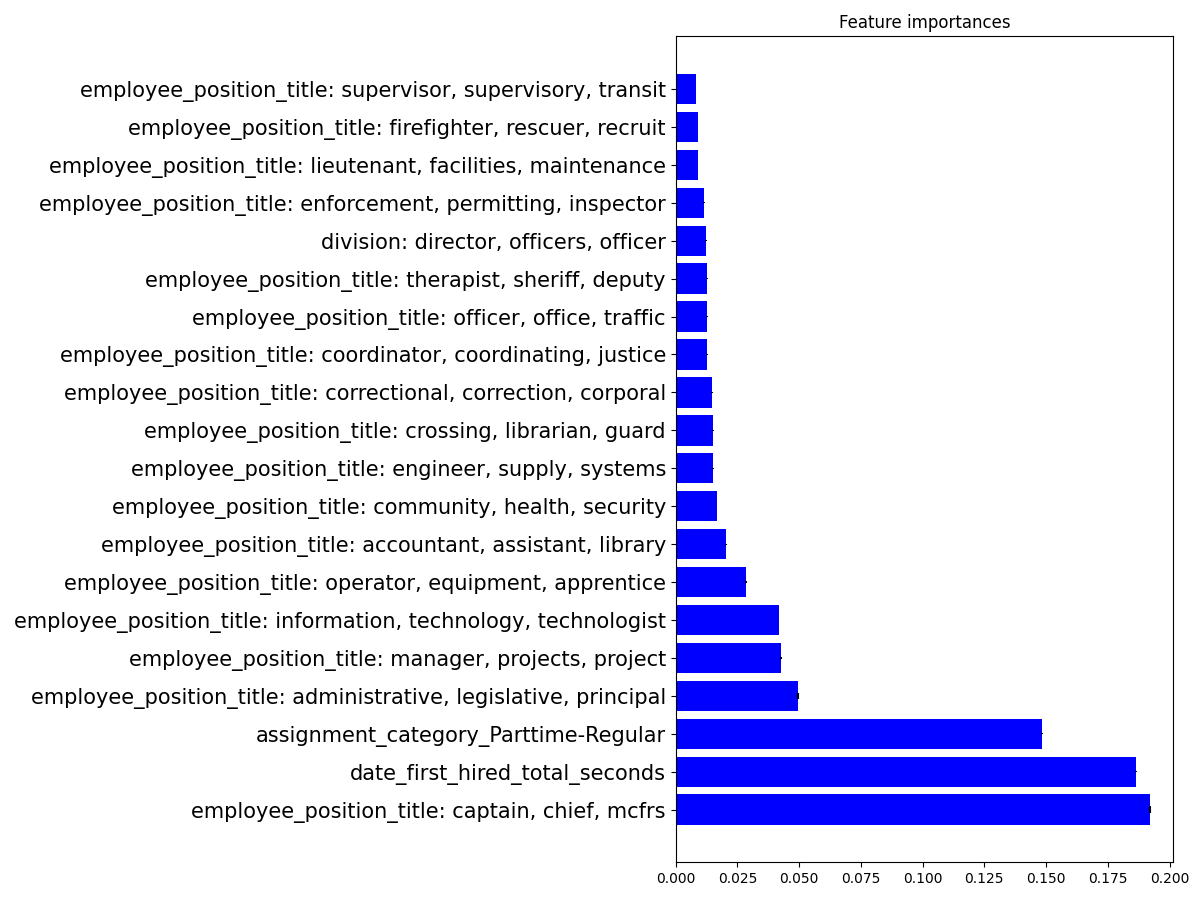 Feature importances
employee_position_title: supervisor, supervisory, transit
employee_position_title: firefighter, rescuer, recruit
employee_position_title: lieutenant, facilities, maintenance
employee_position_title: enforcement, permitting, inspector
division: director, officers, officer
employee_position_title: therapist, sheriff, deputy
employee_position_title: officer, office, traffic
employee_position_title: coordinator, coordinating, justice
employee_position_title: correctional, correction, corporal
employee_position_title: crossing, librarian, guard
employee_position_title: engineer, supply, systems
employee_position_title: community, health, security
employee_position_title: accountant, assistant, library
employee_position_title: operator, equipment, apprentice
employee_position_title: information, technology, technologist
employee_position_title: manager, projects, project
employee_position_title: administrative, legislative, principal
assignment_category_Parttime-Regular
date_first_hired_total_seconds
employee_position_title: captain, chief, mcfrs
0.000 0.025 0.050 0.075 0.100 0.125 0.150 0.175 0.200